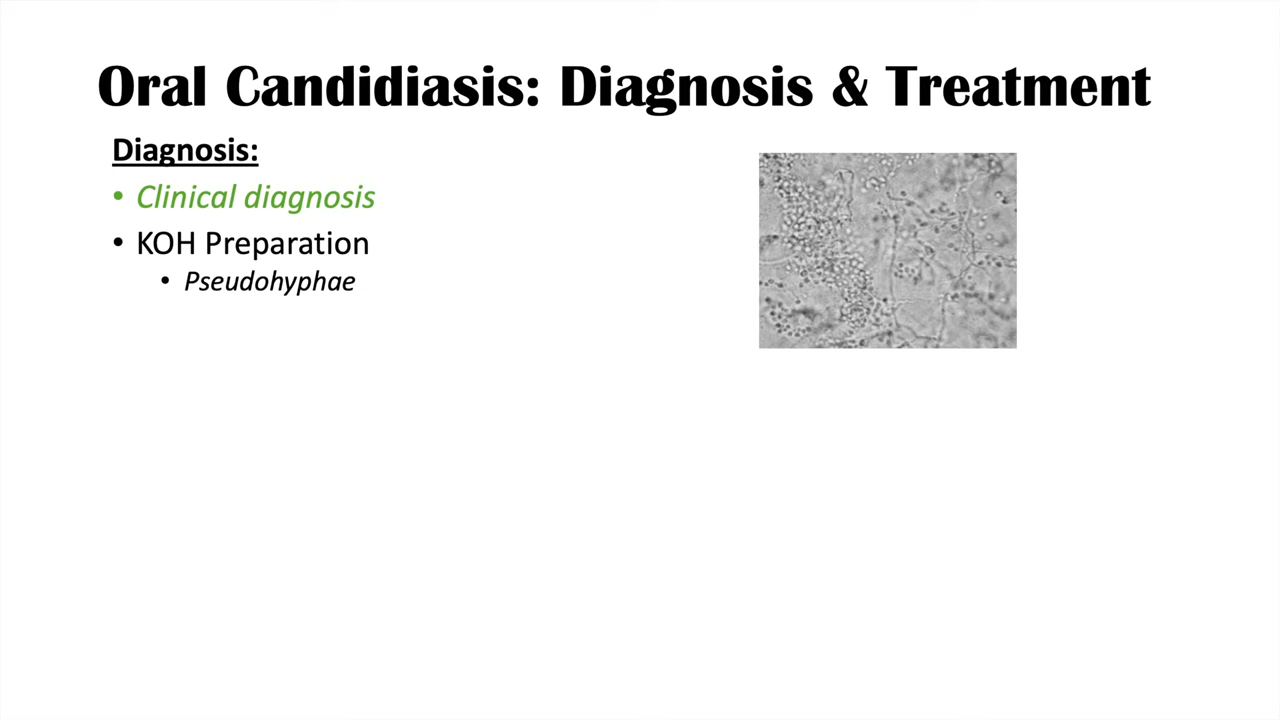 Oral Candidiasis: Diagnosis & Treatment
Diagnosis:
• Clinical diagnosis
• KOH Preparation
• Pseudohyphae